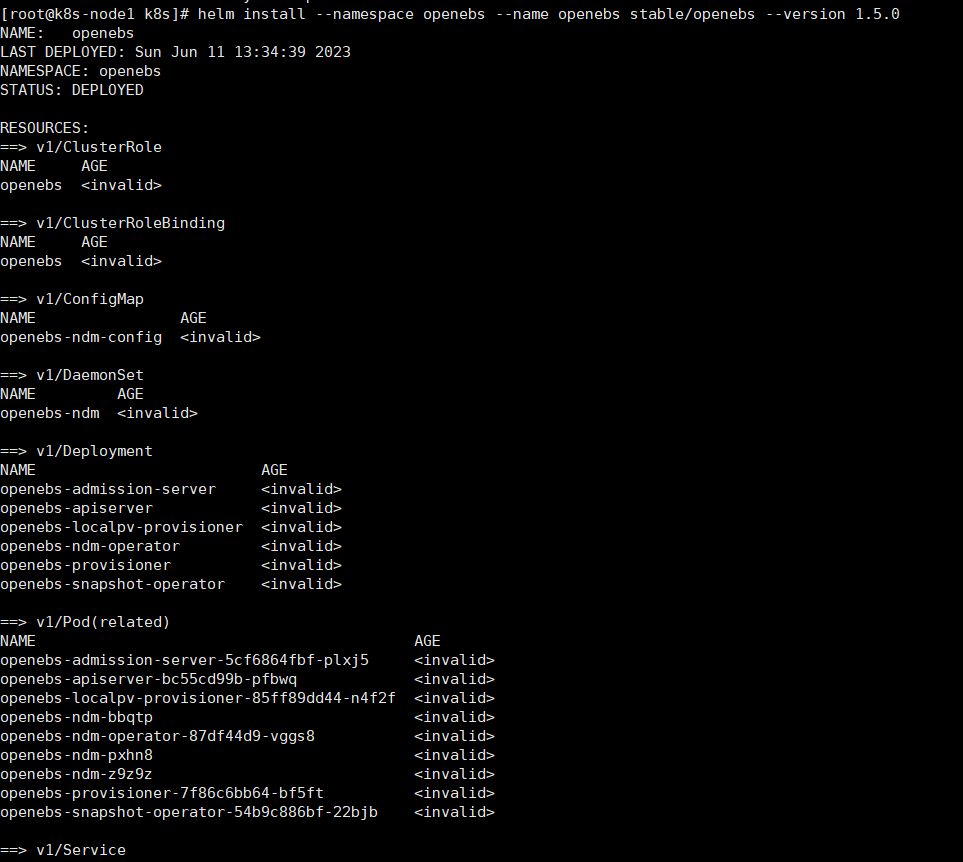 [root@k8s-node1 k8s]# helm install --namespace openebs --name openebs stable/openebs --version 1.5.0
NAME:   openebs
LAST DEPLOYED: Sun Jun 11 13:34:39 2023
NAMESPACE: openebs
STATUS: DEPLOYED

RESOURCES:
==> v1/ClusterRole
NAME     AGE
openebs  <invalid>

==> v1/ClusterRoleBinding
NAME     AGE
openebs  <invalid>

==> v1/ConfigMap
NAME                AGE
openebs-ndm-config  <invalid>

==> v1/DaemonSet
NAME         AGE
openebs-ndm  <invalid>

==> v1/Deployment
NAME                         AGE
openebs-admission-server     <invalid>
openebs-apiserver            <invalid>
openebs-localpv-provisioner  <invalid>
openebs-ndm-operator         <invalid>
openebs-provisioner          <invalid>
openebs-snapshot-operator    <invalid>

==> v1/Pod(related)
NAME                                          AGE
openebs-admission-server-5cf6864fbf-plxj5     <invalid>
openebs-apiserver-bc55cd99b-pfbwq             <invalid>
openebs-localpv-provisioner-85ff89dd44-n4f2f  <invalid>
openebs-ndm-bbqtp                             <invalid>
openebs-ndm-operator-87df44d9-vggs8           <invalid>
openebs-ndm-pxhn8                             <invalid>
openebs-ndm-z9z9z                             <invalid>
openebs-provisioner-7f86c6bb64-bf5ft          <invalid>
openebs-snapshot-operator-54b9c886bf-22bjb    <invalid>

==> v1/Service